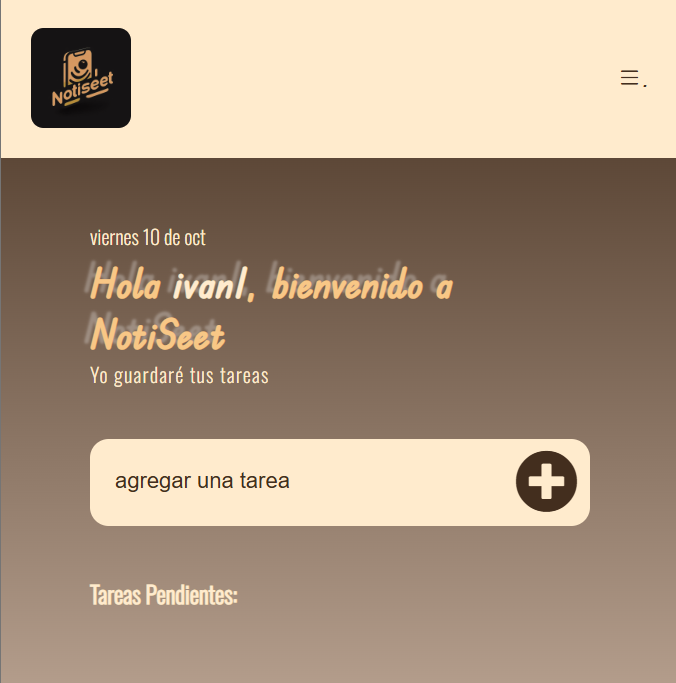 Notiseet
.
viernes 10 de oct
Hola ivanl, bienvenido a
NotiSeet
Yo guardaré tus tareas
agregar una tarea
Tareas Pendientes: